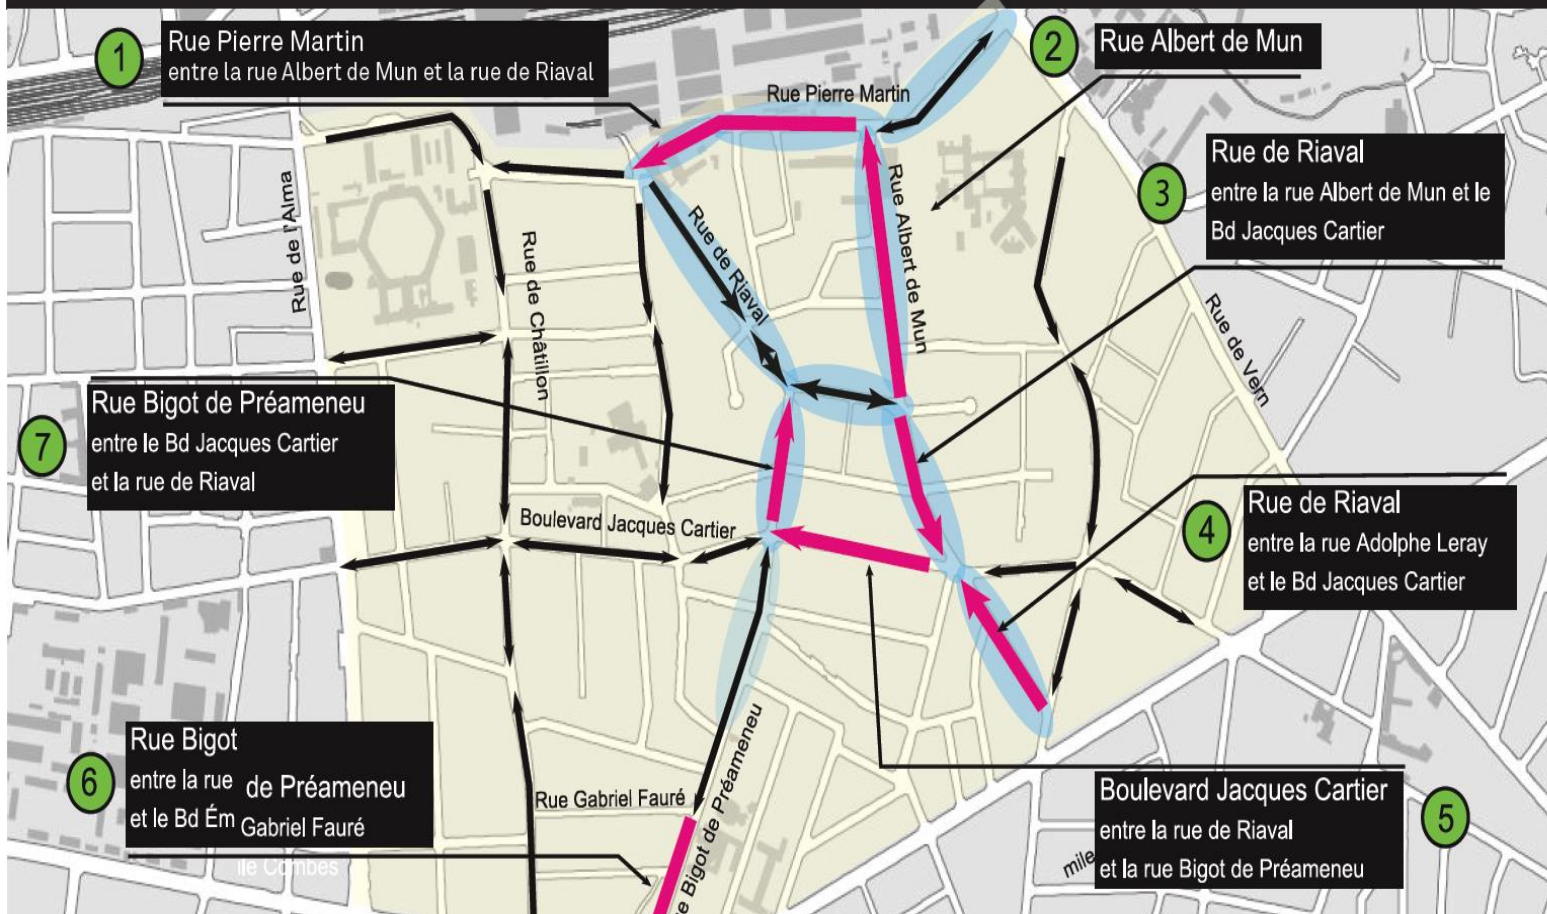 1
Rue Pierre Martin
entre la rue Albert de Mun et la rue de Riaval
2
Rue Albert de Mun
Rue Pierre Martin
3
Rue de Riaval
entre la rue Albert de Mun et le
Bd Jacques Cartier
Rue de l'Alma
Rue de Châtillon
Rue de Riaval
Rue Albert de Mun
Rue de Vern
7
Rue Bigot de Préameneu
entre le Bd Jacques Cartier
et la rue de Riaval
Boulevard Jacques Cartier
4
Rue de Riaval
entre la rue Adolphe Leray
et le Bd Jacques Cartier
6
Rue Bigot
entre la rue de Préameneu
et le Bd Ém Gabriel Fauré
ile Combes
Rue Gabriel Fauré
e Bigot de Préameneu
5
Boulevard Jacques Cartier
entre la rue de Riaval
et la rue Bigot de Préameneu
mile